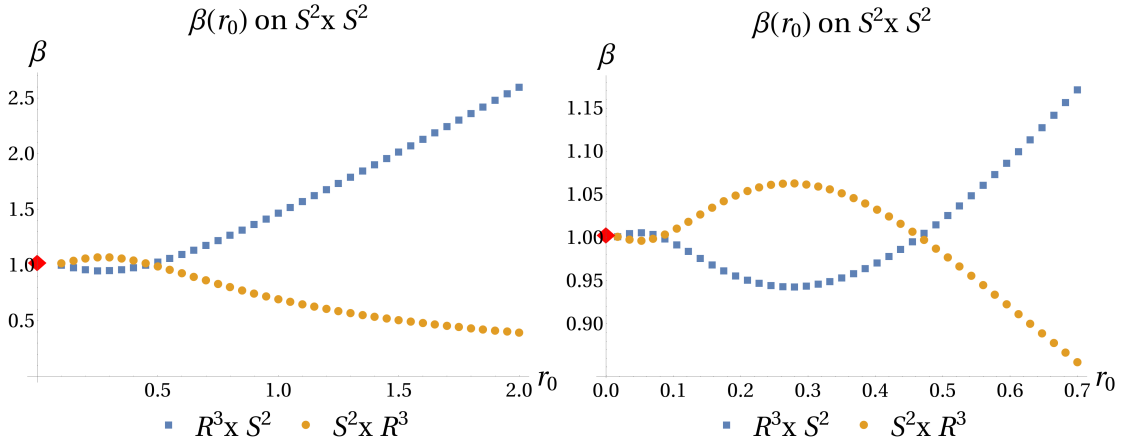 β(r₀) on S²x S²
β
2.5
2.0
1.5
1.0
0.5
0.5 1.0 1.5 2.0 r₀
R³x S² S²x R³
β(r₀) on S²x S²
β
1.15
1.10
1.05
1.00
0.95
0.90
0.0 0.1 0.2 0.3 0.4 0.5 0.6 0.7 r₀
R³x S² S²x R³